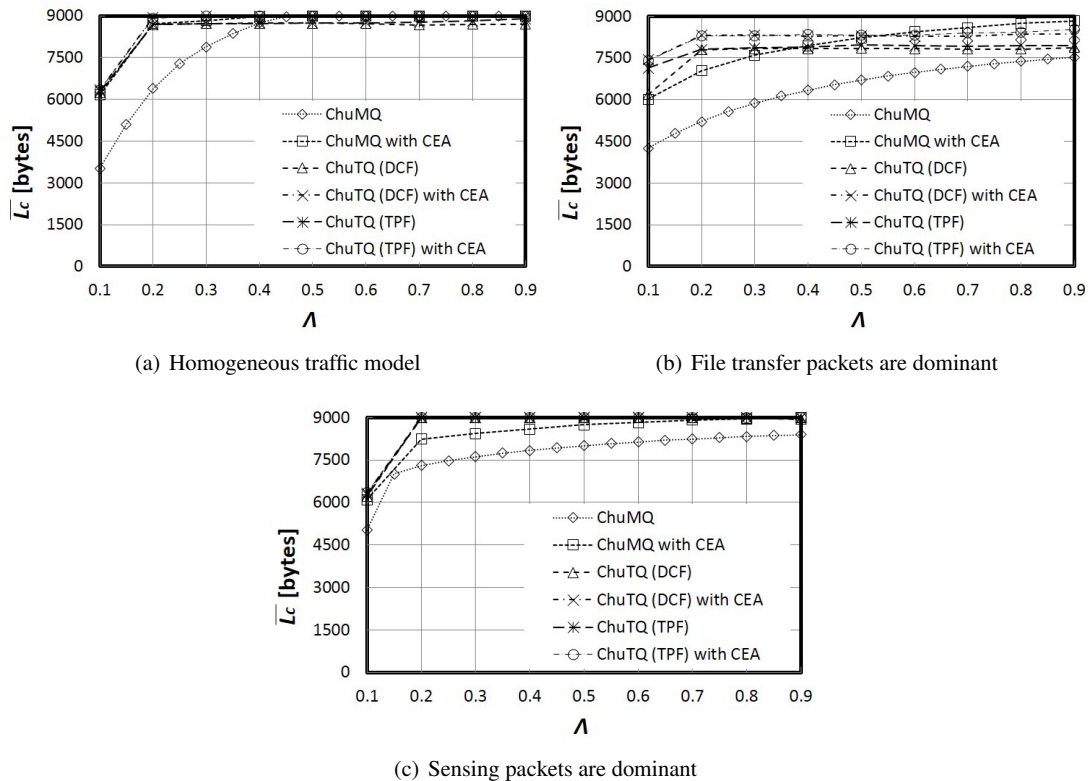 9000
7500
6000
4500
3000
1500
0
Lc [bytes]
ChuMQ
ChuMQ with CEA
ChuTQ (DCF)
ChuTQ (DCF) with CEA
ChuTQ (TPF)
ChuTQ (TPF) with CEA
0.1 0.2 0.3 0.4 0.5 0.6 0.7 0.8 0.9
Λ
(a) Homogeneous traffic model
9000
7500
6000
4500
3000
1500
0
Lc [bytes]
ChuMQ
ChuMQ with CEA
ChuTQ (DCF)
ChuTQ (DCF) with CEA
ChuTQ (TPF)
ChuTQ (TPF) with CEA
0.1 0.2 0.3 0.4 0.5 0.6 0.7 0.8 0.9
Λ
(b) File transfer packets are dominant
9000
7500
6000
4500
3000
1500
0
Lc [bytes]
ChuMQ
ChuMQ with CEA
ChuTQ (DCF)
ChuTQ (DCF) with CEA
ChuTQ (TPF)
ChuTQ (TPF) with CEA
0.1 0.2 0.3 0.4 0.5 0.6 0.7 0.8 0.9
Λ
(c) Sensing packets are dominant